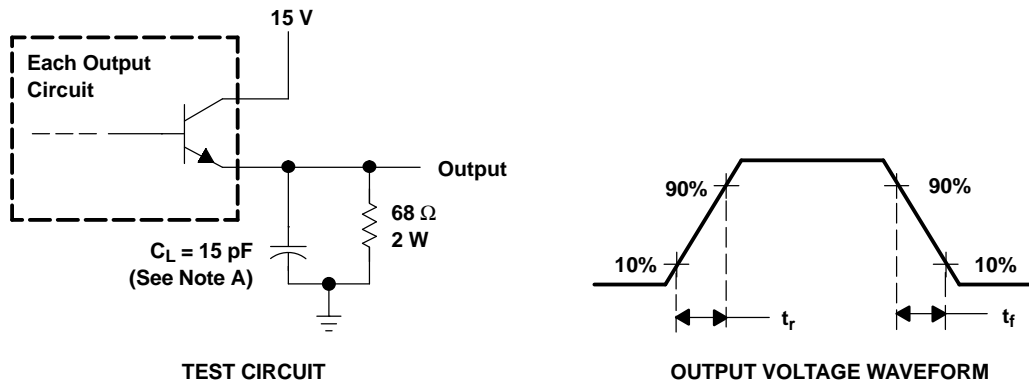 15 V
Each Output
Circuit
Output
68 Ω
2 W
C_L = 15 pF
(See Note A)
TEST CIRCUIT
90%
90%
10%
10%
t_r
t_f
OUTPUT VOLTAGE WAVEFORM